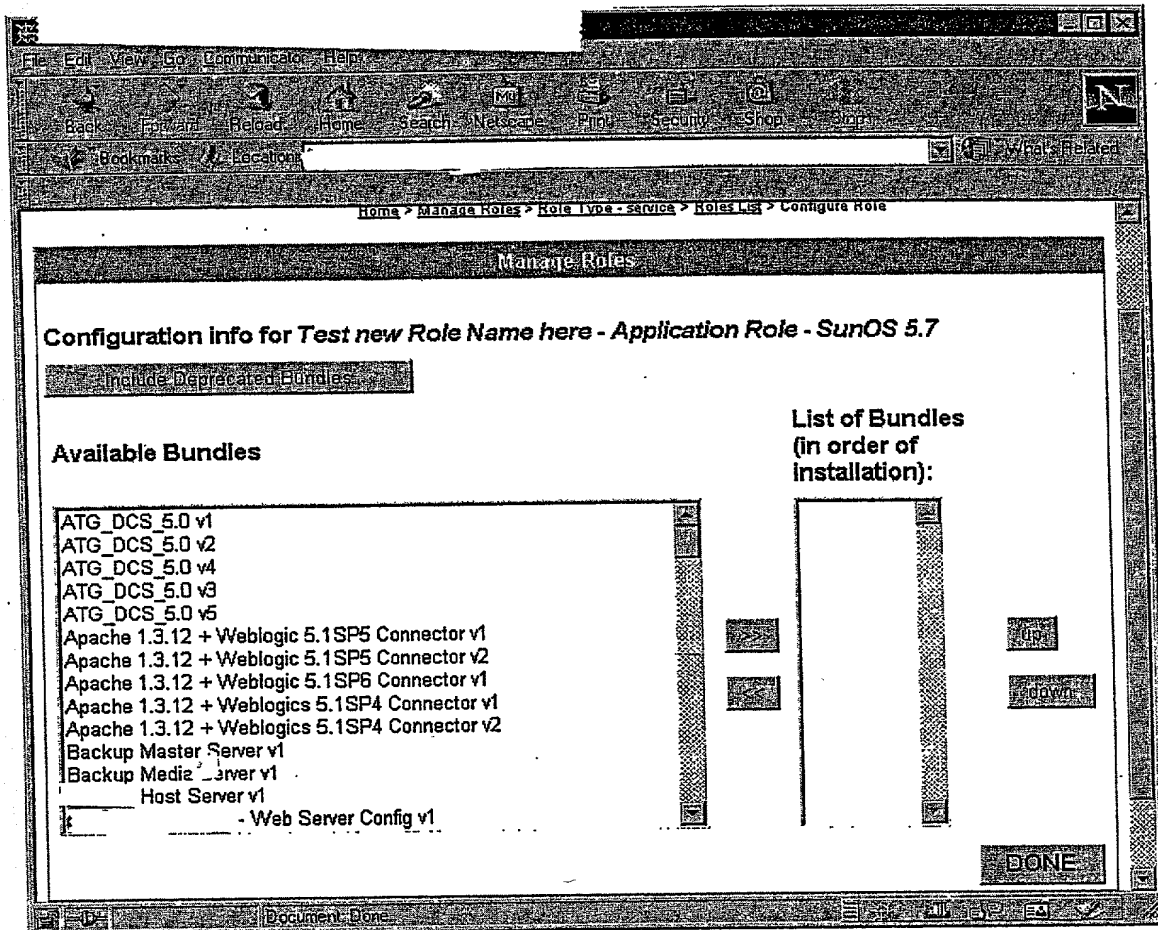 File Edit View Go Communicator Help
Back Forward Reload Home Search Netscape Print Security Shop Stop
Bookmarks Location: What's Related
Home > Manage Roles > Role Type - service > Roles List > Configure Role
Manage Roles
Configuration info for Test new Role Name here - Application Role - SunOS 5.7
Include Deprecated Bundles
Available Bundles
List of Bundles
(in order of
installation):
ATG_DCS_5.0 v1
ATG_DCS_5.0 v2
ATG_DCS_5.0 v4
ATG_DCS_5.0 v3
ATG_DCS_5.0 v5
Apache 1.3.12 + Weblogic 5.1SP5 Connector v1
Apache 1.3.12 + Weblogic 5.1SP5 Connector v2
Apache 1.3.12 + Weblogic 5.1SP6 Connector v1
Apache 1.3.12 + Weblogics 5.1SP4 Connector v1
Apache 1.3.12 + Weblogics 5.1SP4 Connector v2
Backup Master Server v1
Backup Media Server v1
Host Server v1
- Web Server Config v1
>>
<<
up
down
DONE
Document: Done